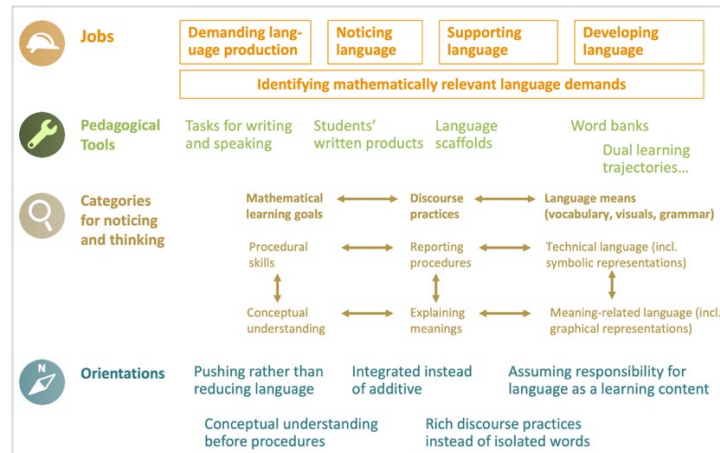 Jobs
Demanding lang-
uage production
Noticing
language
Supporting
language
Developing
language
Identifying mathematically relevant language demands
Pedagogical
Tools
Tasks for writing
and speaking
Students’
written products
Language
scaffolds
Word banks
Dual learning
trajectories...
Categories
for noticing
and thinking
Mathematical
learning goals
Discourse
practices
Language means
(vocabulary, visuals, grammar)
Procedural
skills
Reporting
procedures
Technical language (incl.
symbolic representations)
Conceptual
understanding
Explaining
meanings
Meaning-related language (incl.
graphical representations)
N
Orientations
Pushing rather than
reducing language
Integrated instead
of additive
Assuming responsibility for
language as a learning content
Conceptual understanding
before procedures
Rich discourse practices
instead of isolated words